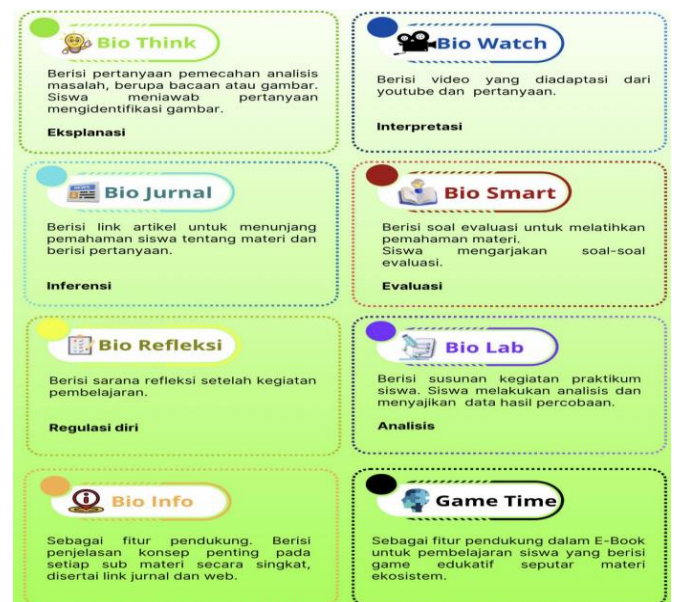 Bio Think
Berisi pertanyaan pemecahan analisis
masalah, berupa bacaan atau gambar.
Siswa meniawab pertanyaan
mengidentifikasi gambar.
Eksplanasi
Bio Watch
Berisi video yang diadaptasi dari
youtube dan pertanyaan.
Interpretasi
Bio Jurnal
Berisi link artikel untuk menunjang
pemahaman siswa tentang materi dan
berisi pertanyaan.
Inferensi
Bio Smart
Berisi soal evaluasi untuk melatihkan
pemahaman materi.
Siswa mengarjakan soal-soal
evaluasi.
Evaluasi
Bio Refleksi
Berisi sarana refleksi setelah kegiatan
pembelajaran.
Regulasi diri
Bio Lab
Berisi susunan kegiatan praktikum
siswa. Siswa melakukan analisis dan
menyajikan data hasil percobaan.
Analisis
Bio Info
Sebagai fitur pendukung. Berisi
penjelasan konsep penting pada
setiap sub materi secara singkat,
disertai link jurnal dan web.
Game Time
Sebagai fitur pendukung dalam E-Book
untuk pembelajaran siswa yang berisi
game edukatif seputar materi
ekosistem.